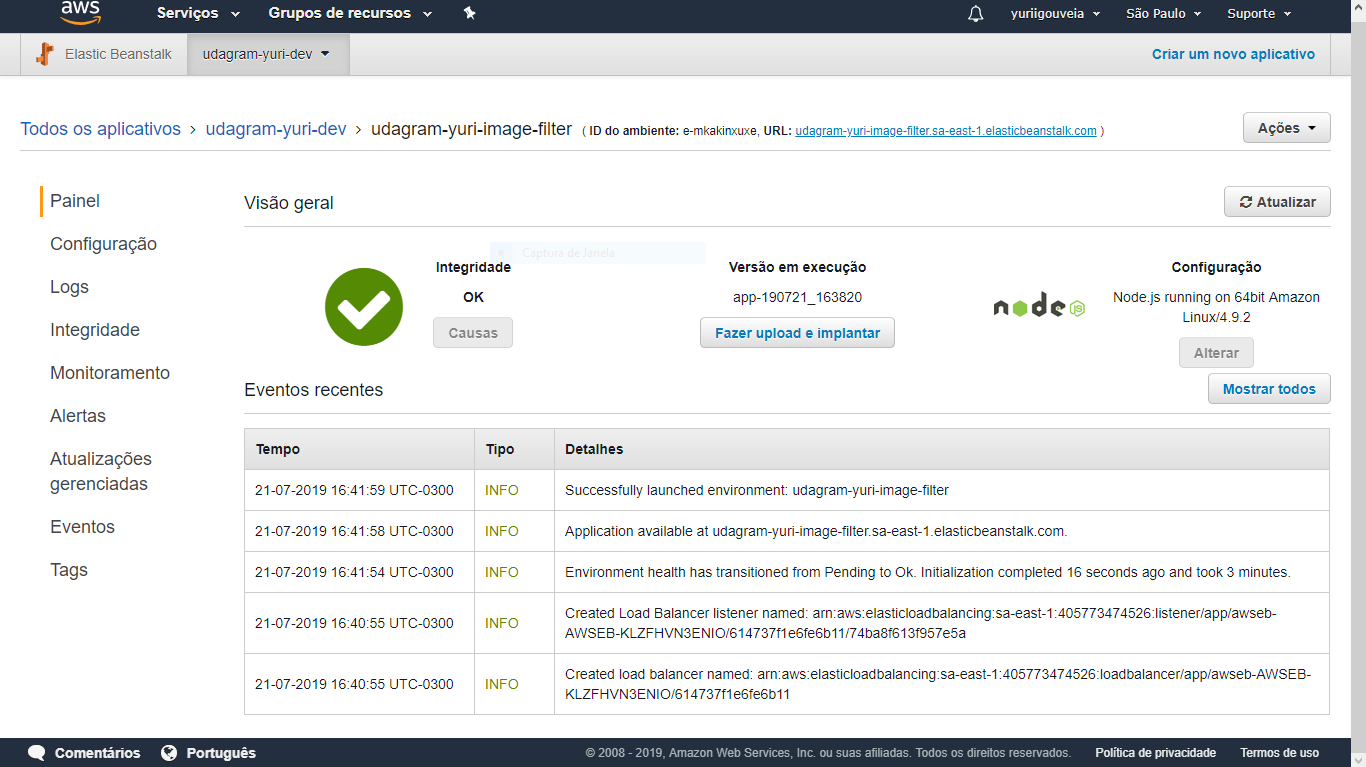 aws Serviços Grupos de recursos yuriigouveia São Paulo Suporte
Elastic Beanstalk udagram-yuri-dev Criar um novo aplicativo
Todos os aplicativos › udagram-yuri-dev › udagram-yuri-image-filter ( ID do ambiente: e-mkakinxuxe, URL: udagram-yuri-image-filter.sa-east-1.elasticbeanstalk.com ) Ações
Painel
Configuração
Logs
Integridade
Monitoramento
Alertas
Atualizações
gerenciadas
Eventos
Tags
Visão geral Atualizar
Captura de Janela
Integridade
OK
Causas
Versão em execução
app-190721_163820
Fazer upload e implantar
node JS
Configuração
Node.js running on 64bit Amazon
Linux/4.9.2
Alterar
Eventos recentes Mostrar todos
Tempo Tipo Detalhes
21-07-2019 16:41:59 UTC-0300 INFO Successfully launched environment: udagram-yuri-image-filter
21-07-2019 16:41:58 UTC-0300 INFO Application available at udagram-yuri-image-filter.sa-east-1.elasticbeanstalk.com.
21-07-2019 16:41:54 UTC-0300 INFO Environment health has transitioned from Pending to Ok. Initialization completed 16 seconds ago and took 3 minutes.
21-07-2019 16:40:55 UTC-0300 INFO Created Load Balancer listener named: arn:aws:elasticloadbalancing:sa-east-1:405773474526:listener/app/awseb-
AWSEB-KLZFHVN3ENIO/614737f1e6fe6b11/74ba8f613f957e5a
21-07-2019 16:40:55 UTC-0300 INFO Created load balancer named: arn:aws:elasticloadbalancing:sa-east-1:405773474526:loadbalancer/app/awseb-AWSEB-
KLZFHVN3ENIO/614737f1e6fe6b11
Comentários Português © 2008 - 2019, Amazon Web Services, Inc. ou suas afiliadas. Todos os direitos reservados. Política de privacidade Termos de uso